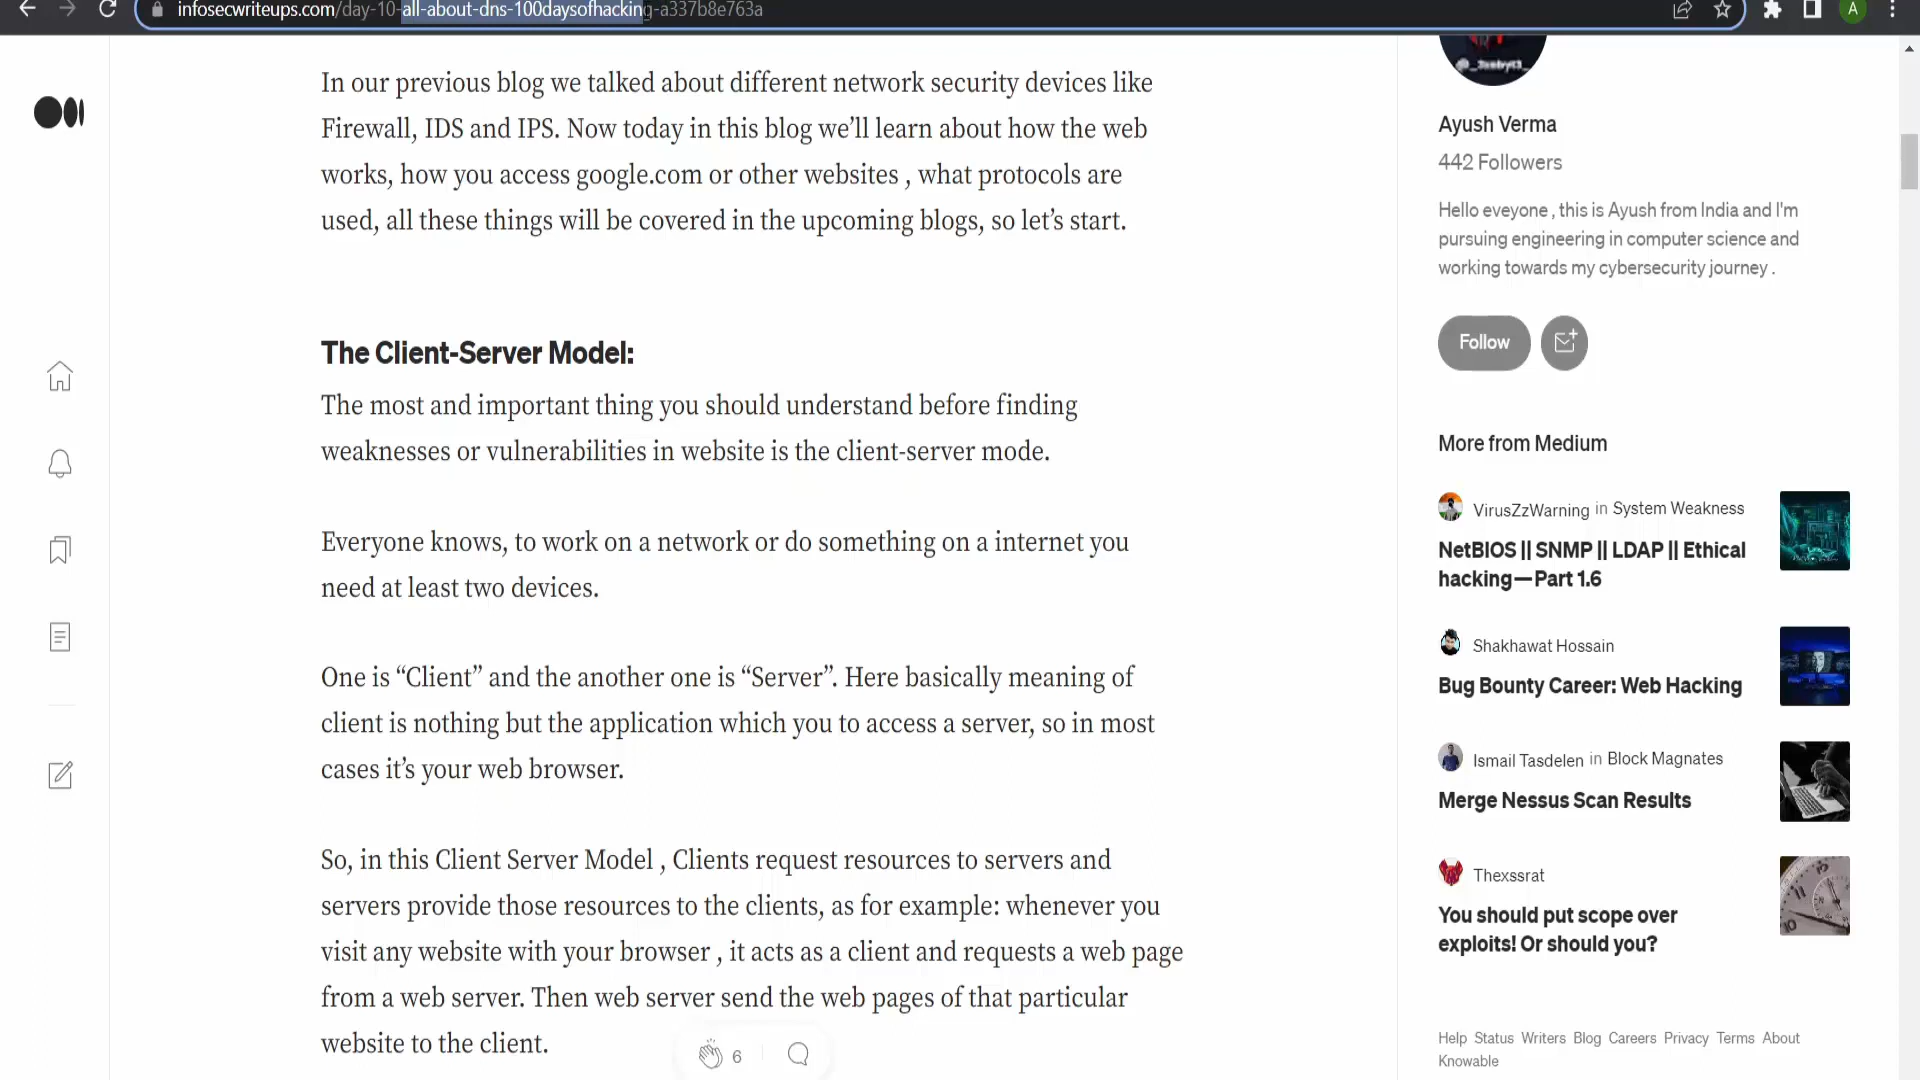 infosecwriteups.com/day-10-all-about-dns-100daysofhacking-a337b8e763a
A
In our previous blog we talked about different network security devices like
Firewall, IDS and IPS. Now today in this blog we’ll learn about how the web
works, how you access google.com or other websites , what protocols are
used, all these things will be covered in the upcoming blogs, so let’s start.
The Client-Server Model:
The most and important thing you should understand before finding
weaknesses or vulnerabilities in website is the client-server mode.
Everyone knows, to work on a network or do something on a internet you
need at least two devices.
One is “Client” and the another one is “Server”. Here basically meaning of
client is nothing but the application which you to access a server, so in most
cases it’s your web browser.
So, in this Client Server Model , Clients request resources to servers and
servers provide those resources to the clients, as for example: whenever you
visit any website with your browser , it acts as a client and requests a web page
from a web server. Then web server send the web pages of that particular
website to the client.
6
Ayush Verma
442 Followers
Hello eveyone , this is Ayush from India and I'm
pursuing engineering in computer science and
working towards my cybersecurity journey .
Follow
More from Medium
VirusZzWarning in System Weakness
NetBIOS || SNMP || LDAP || Ethical
hacking — Part 1.6
Shakhawat Hossain
Bug Bounty Career: Web Hacking
Ismail Tasdelen in Block Magnates
Merge Nessus Scan Results
Thexssrat
You should put scope over
exploits! Or should you?
Help Status Writers Blog Careers Privacy Terms About
Knowable